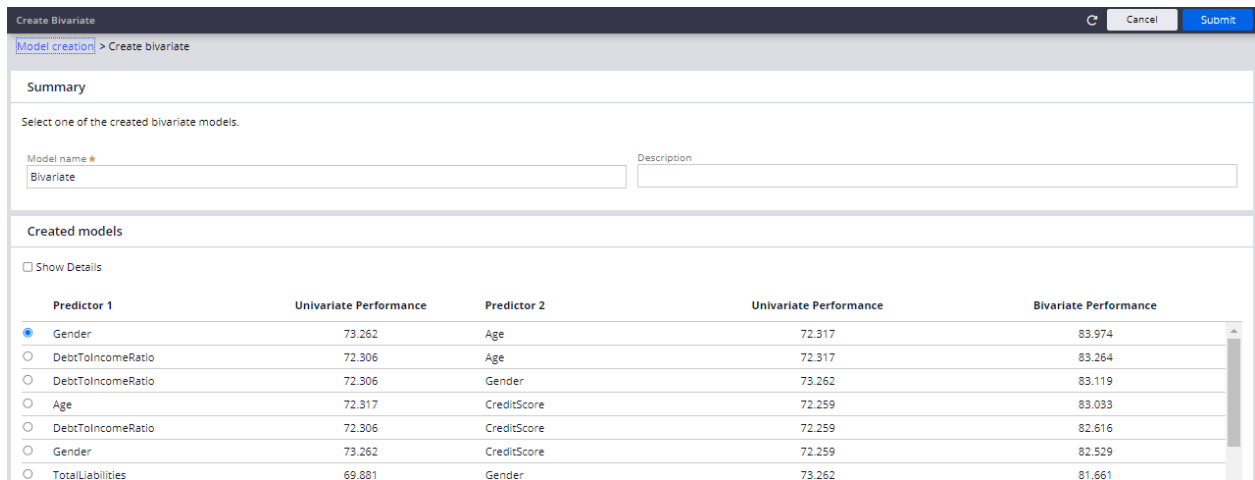 Create Bivariate Cancel Submit
Model creation > Create bivariate
Summary
Select one of the created bivariate models.
Model name * Description
Bivariate
Created models
Show Details
Predictor 1 Univariate Performance Predictor 2 Univariate Performance Bivariate Performance
Gender 73.262 Age 72.317 83.974
DebtToIncomeRatio 72.306 Age 72.317 83.264
DebtToIncomeRatio 72.306 Gender 73.262 83.119
Age 72.317 CreditScore 72.259 83.033
DebtToIncomeRatio 72.306 CreditScore 72.259 82.616
Gender 73.262 CreditScore 72.259 82.529
TotalLiabilities 69.881 Gender 73.262 81.661